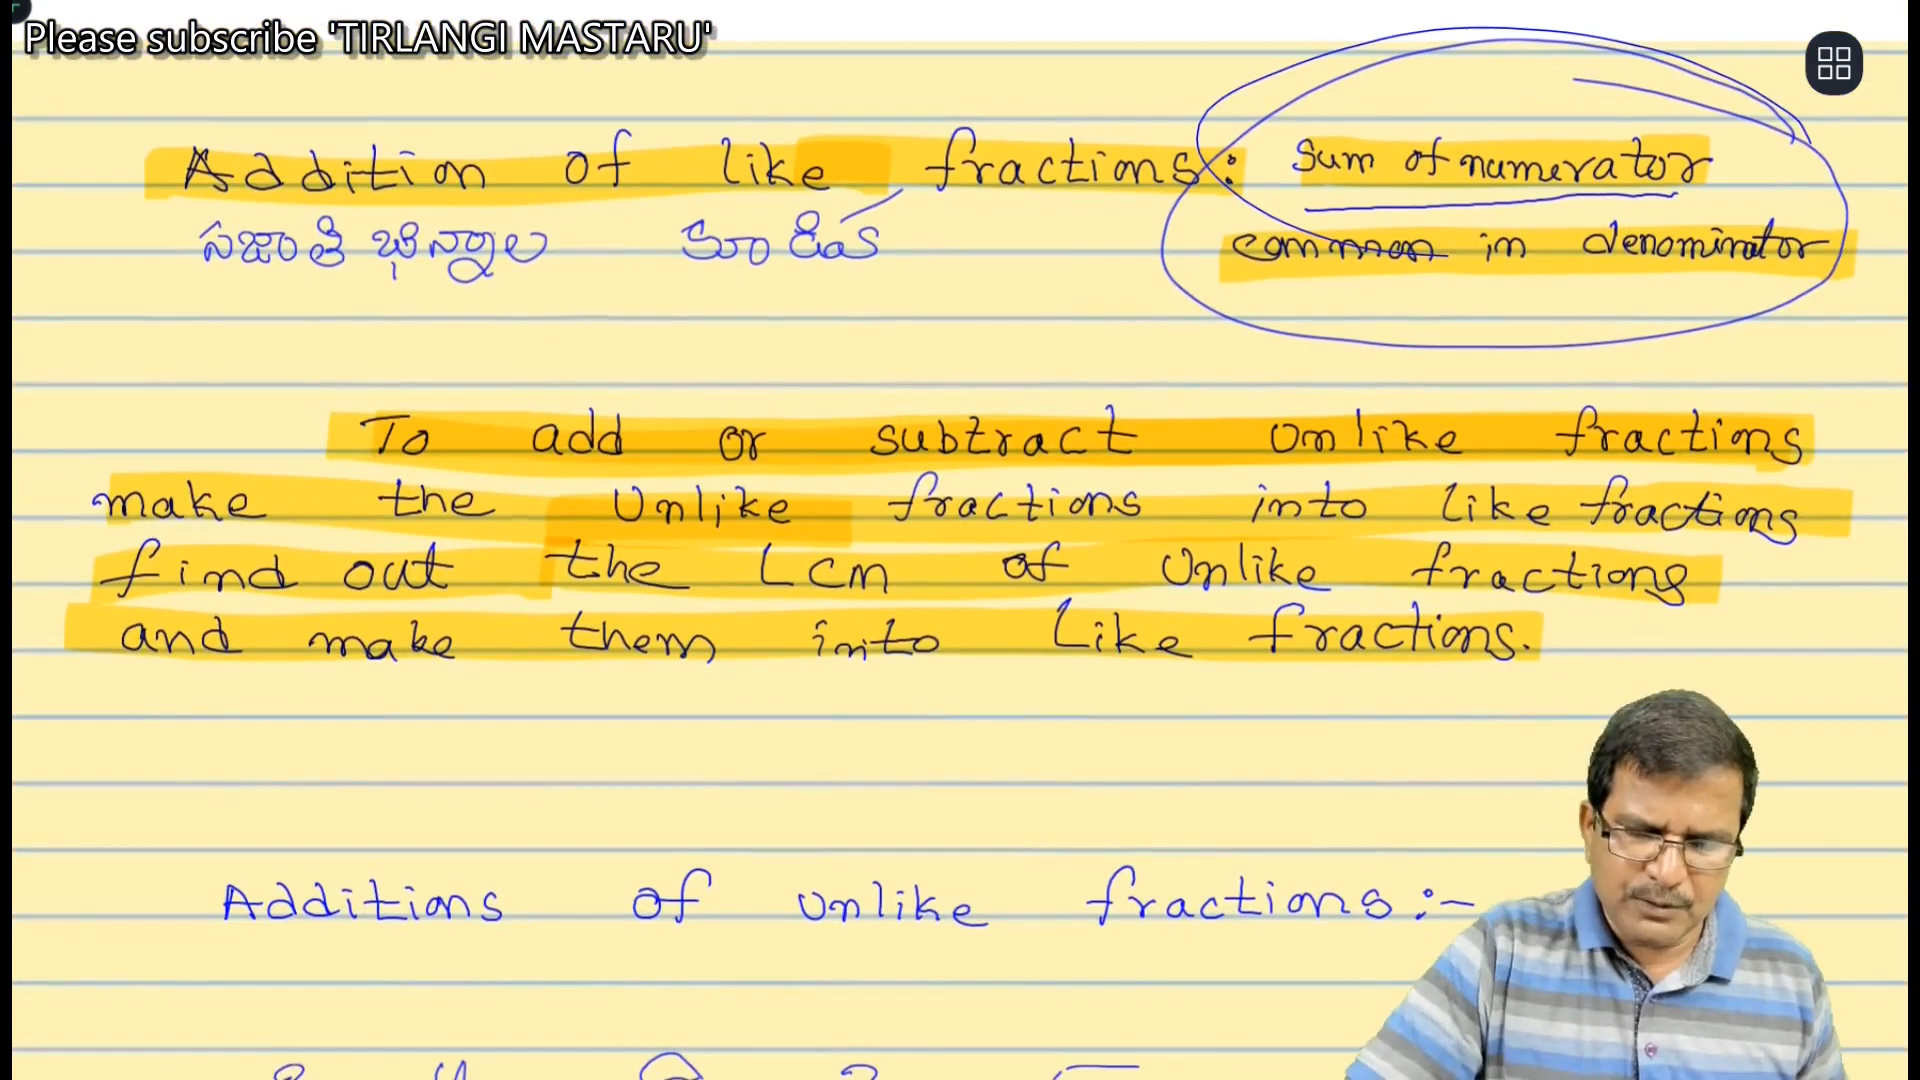 Please subscribe 'TIRLANGI MASTARU'
Addition of like fractions: Sum of numerator
సజాతి భిన్నాల కూడిక common in denominator
To add or subtract unlike fractions
make the Unlike fractions into like fractions
find out the LCM of Unlike fractions
and make them into Like fractions.
Additions of unlike fractions:-